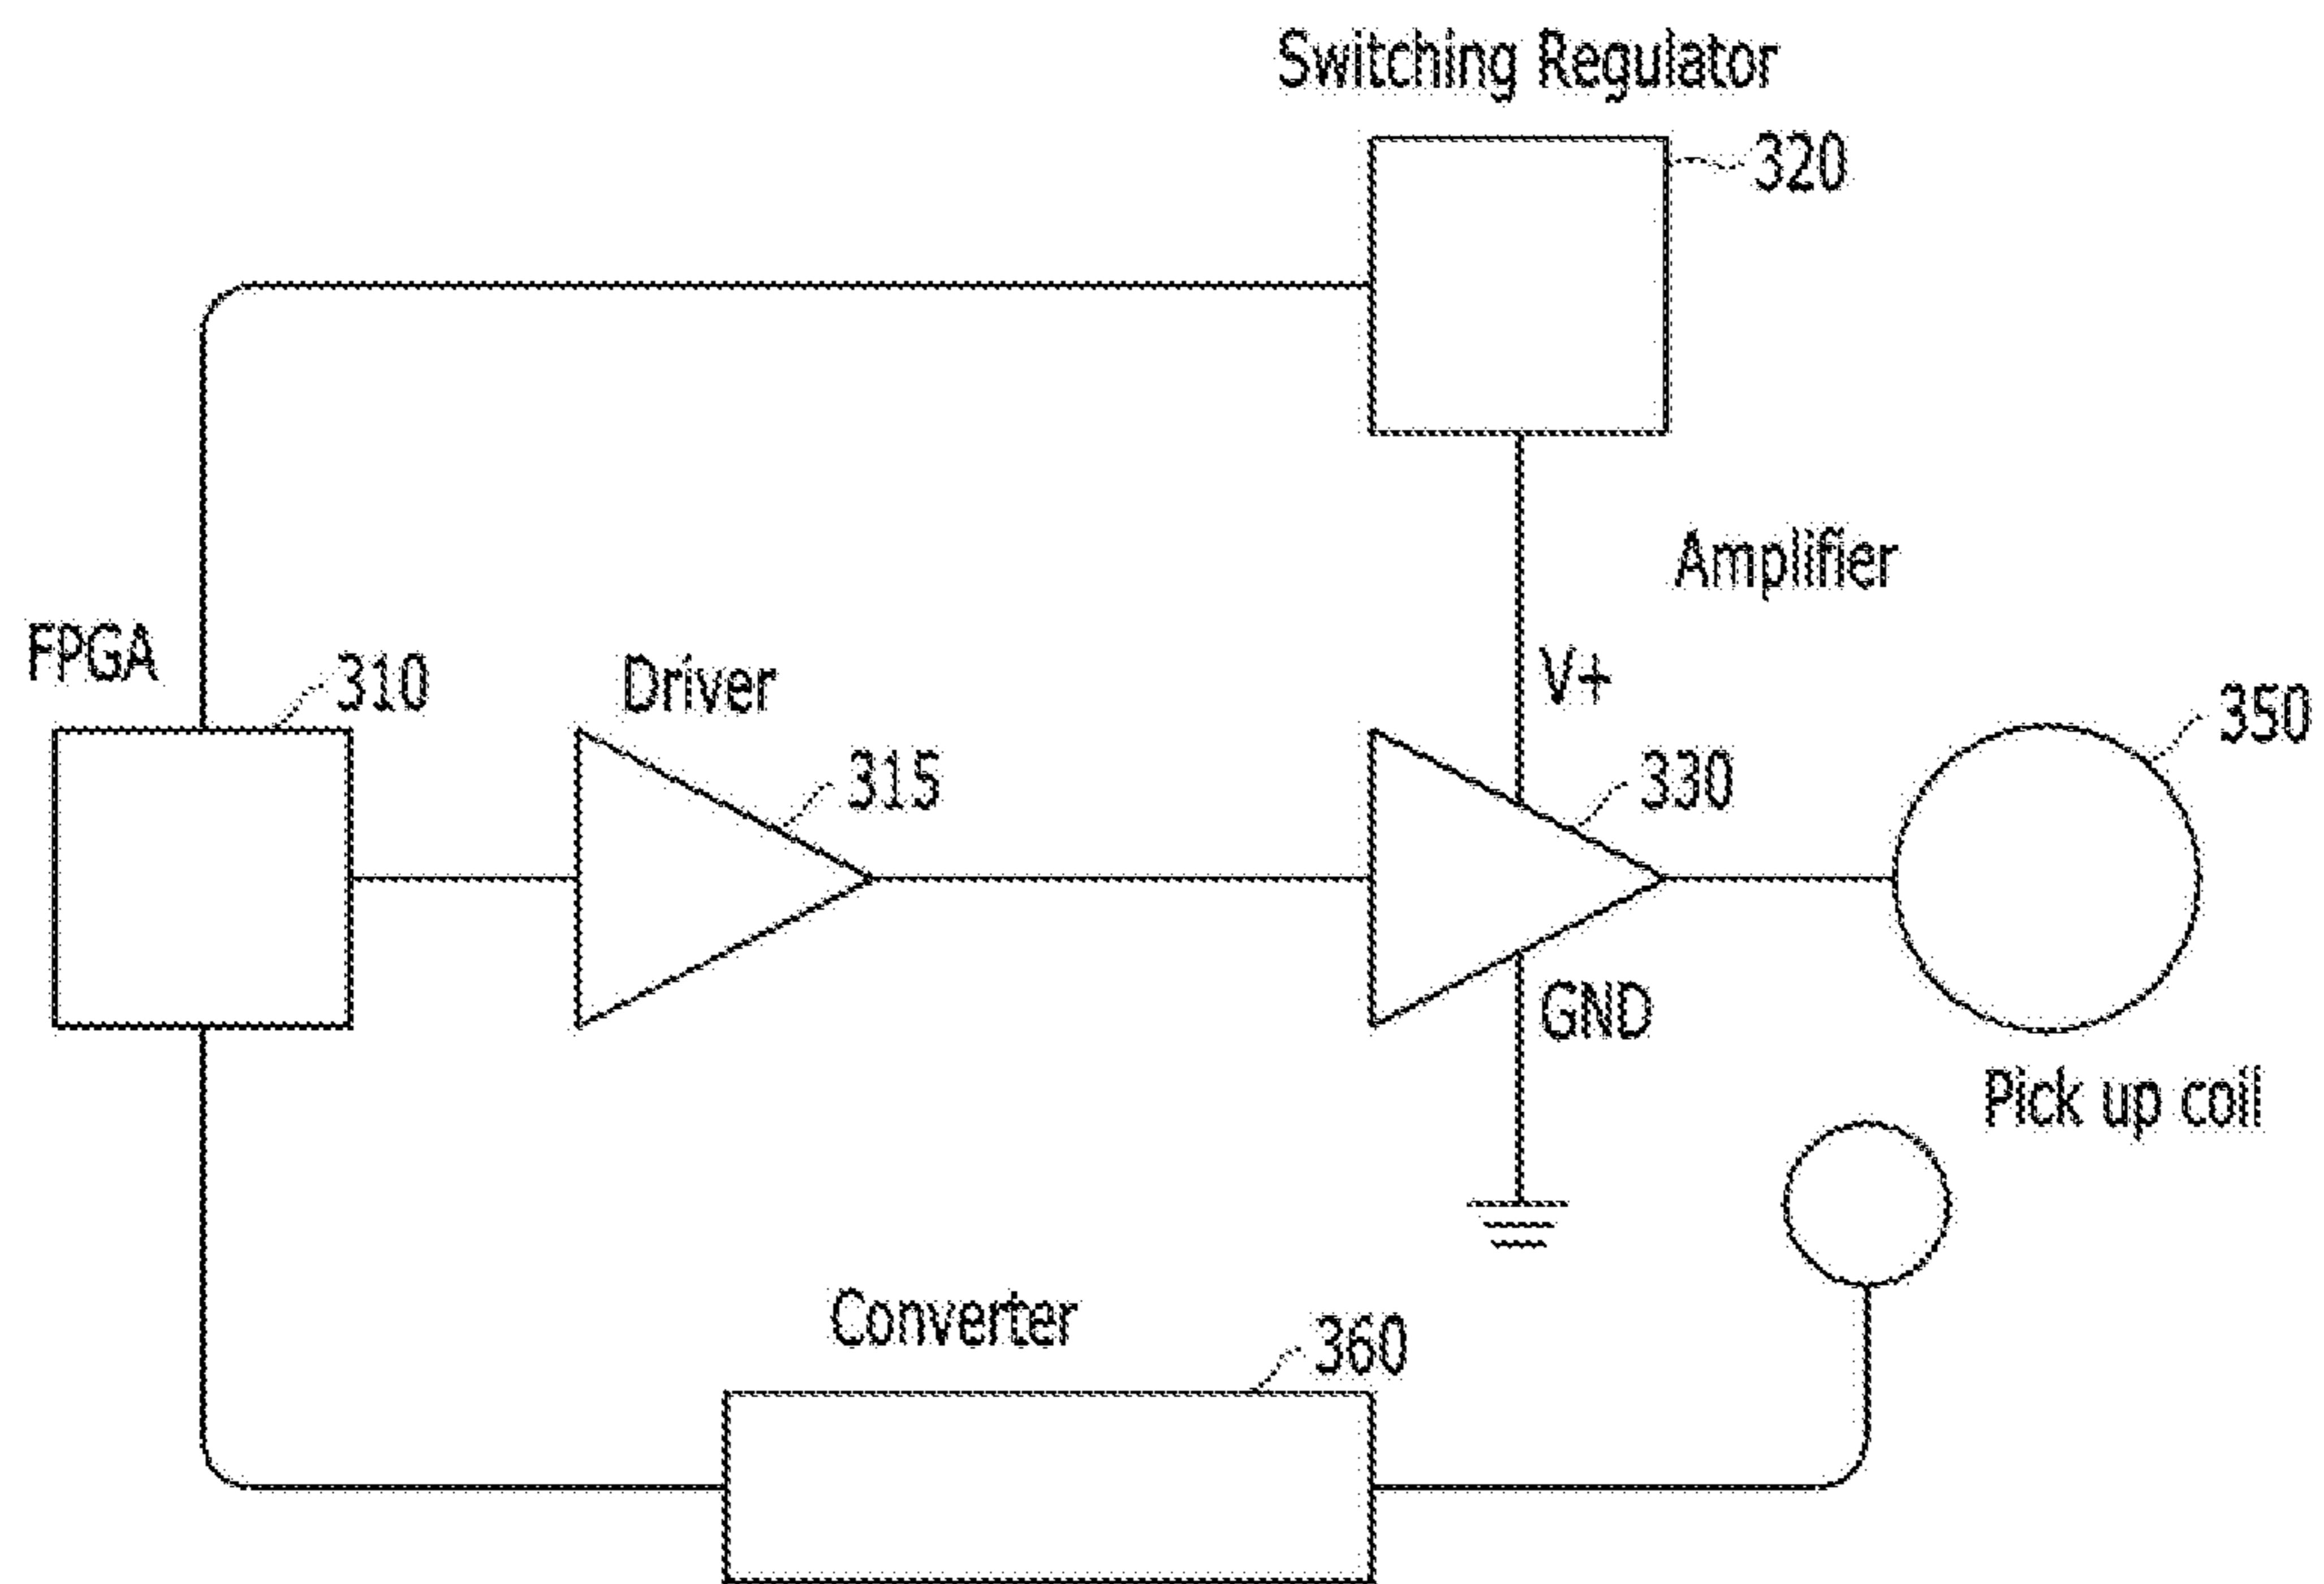 Switching Regulator
320
Amplifier
FPGA
310
Driver
V+
350
315
330
GND
Pick up coil
Converter
360